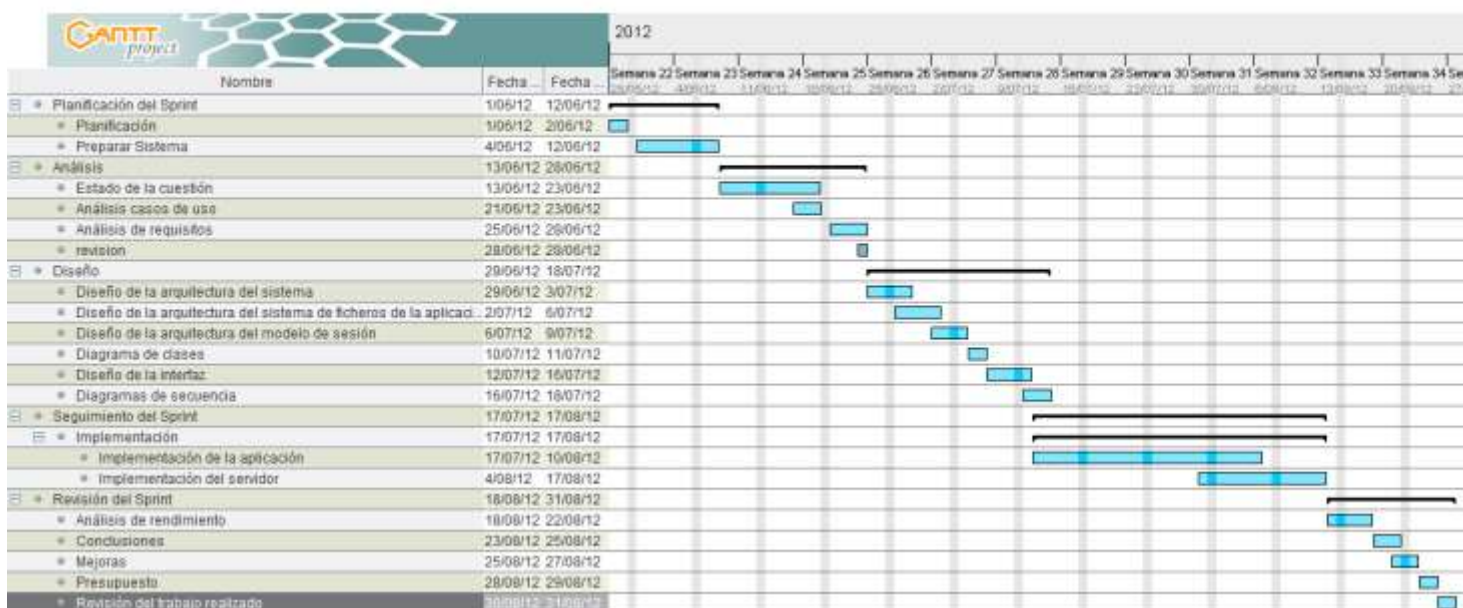 GANTT
project
2012
Nombre Fecha ... Fecha ...
Semana 22 Semana 23 Semana 24 Semana 25 Semana 26 Semana 27 Semana 28 Semana 29 Semana 30 Semana 31 Semana 32 Semana 33 Semana 34
Planificación del Sprint 1/06/12 12/06/12
Planificación 1/06/12 2/06/12
Preparar Sistema 4/06/12 12/06/12
Análisis 13/06/12 28/06/12
Estado de la cuestión 13/06/12 23/06/12
Análisis casos de uso 21/06/12 23/06/12
Análisis de requisitos 25/06/12 28/06/12
revision 28/06/12 28/06/12
Diseño 29/06/12 18/07/12
Diseño de la arquitectura del sistema 29/06/12 3/07/12
Diseño de la arquitectura del sistema de ficheros de la aplicaci... 2/07/12 6/07/12
Diseño de la arquitectura del modelo de sesión 6/07/12 9/07/12
Diagrama de clases 10/07/12 11/07/12
Diseño de la interfaz 12/07/12 16/07/12
Diagramas de secuencia 16/07/12 18/07/12
Seguimiento del Sprint 17/07/12 17/08/12
Implementación 17/07/12 17/08/12
Implementación de la aplicación 17/07/12 10/08/12
Implementación del servidor 4/08/12 17/08/12
Revisión del Sprint 18/08/12 31/08/12
Análisis de rendimiento 18/08/12 22/08/12
Conclusiones 23/08/12 25/08/12
Mejoras 25/08/12 27/08/12
Presupuesto 28/08/12 29/08/12
Revisión del trabajo realizado 30/08/12 31/08/12